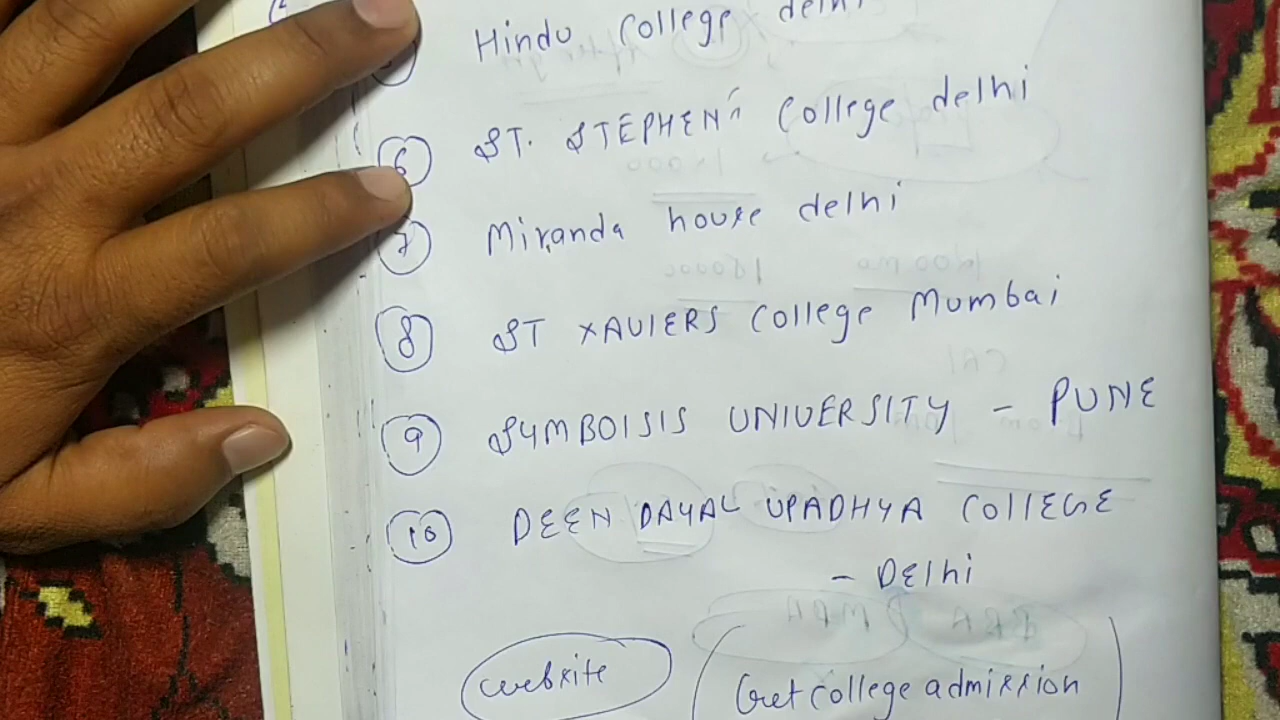 Hindu College delhi
6 ST. STEPHEN'S College delhi
7 Miranda house delhi
8 ST XAVIERS College Mumbai
9 SYMBOISIS UNIVERSITY - PUNE
10 DEEN DAYAL UPADHYA COllEGE
- DElhi
website (Get college admission